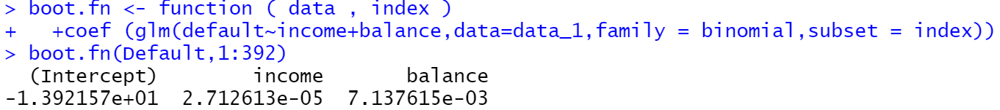 > boot.fn <- function ( data , index )
+   +coef (glm(default~income+balance,data=data_1,family = binomial,subset = index))
> boot.fn(Default,1:392)
  (Intercept)        income       balance
-1.392157e+01  2.712613e-05  7.137615e-03